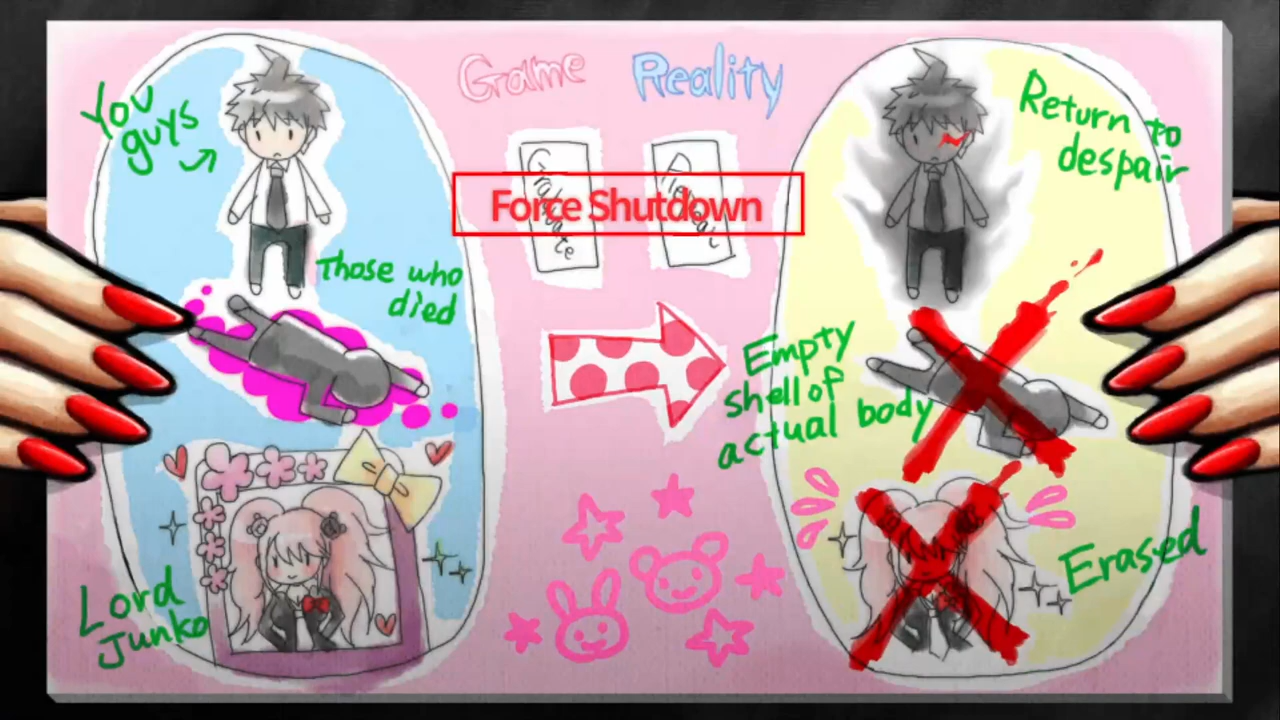 Game Reality
You
guys
Return to
despair
Graduate
Force Shutdown
Those who
died
Empty
shell of
actual body
Lord
Junko
Erased